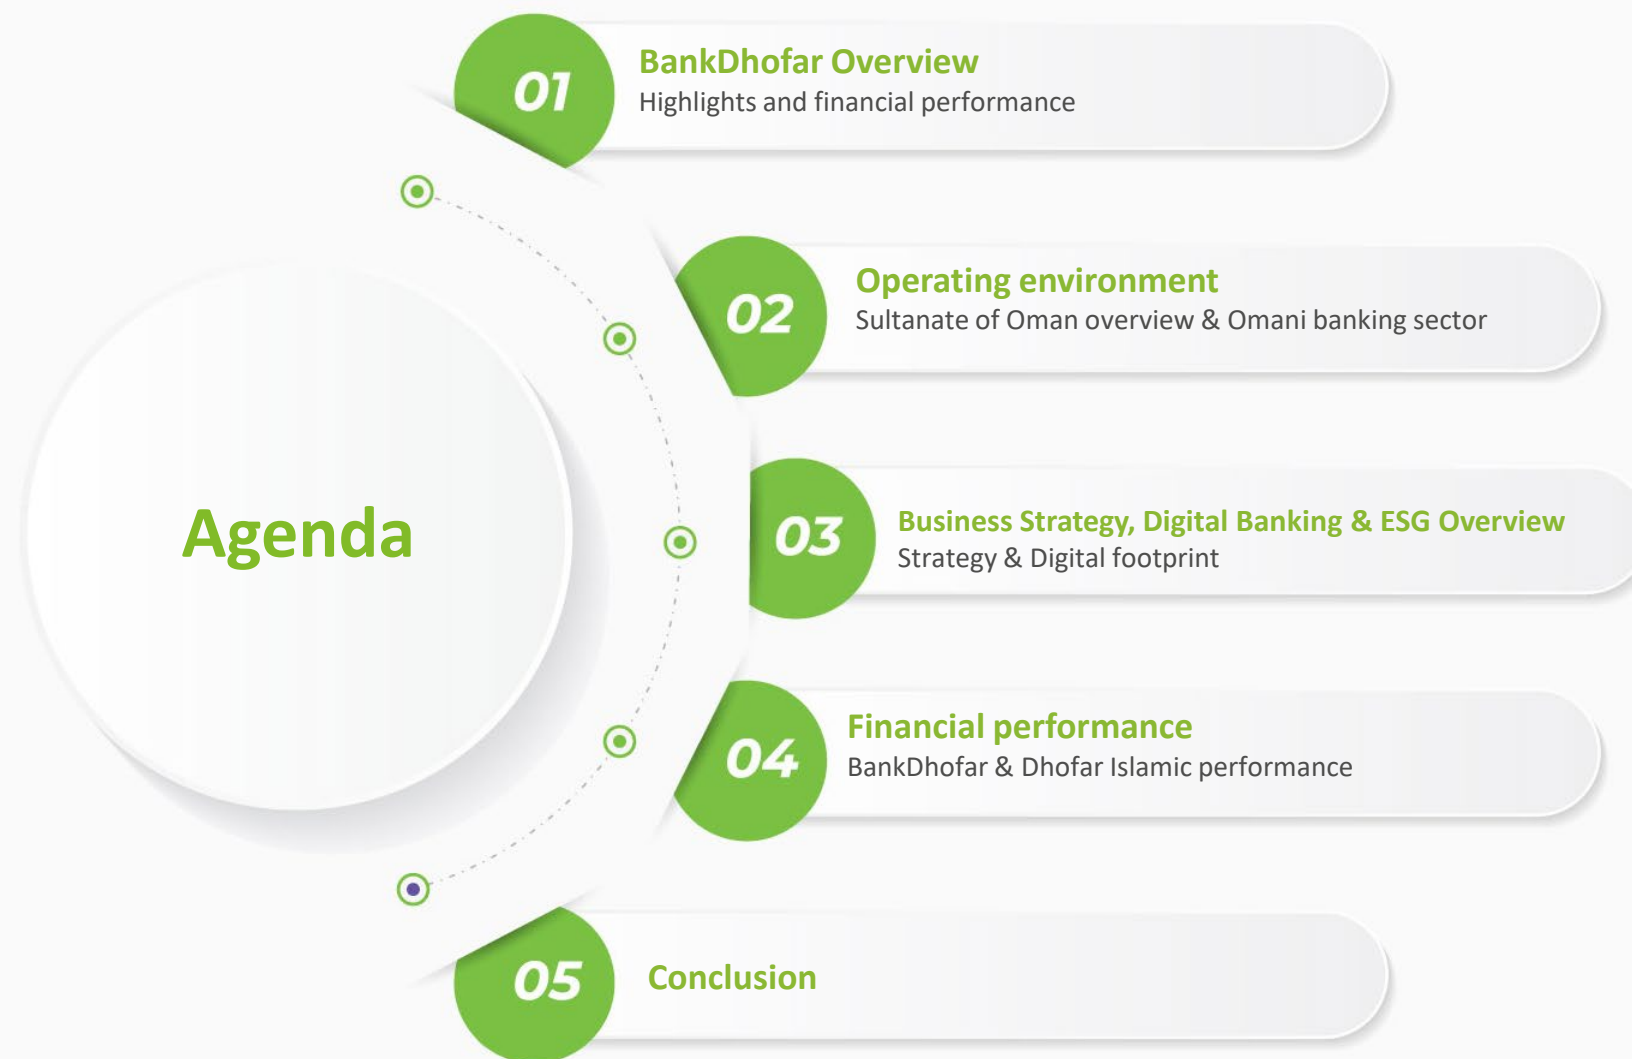 Agenda
01
BankDhofar Overview
Highlights and financial performance
02
Operating environment
Sultanate of Oman overview & Omani banking sector
03
Business Strategy, Digital Banking & ESG Overview
Strategy & Digital footprint
04
Financial performance
BankDhofar & Dhofar Islamic performance
05
Conclusion